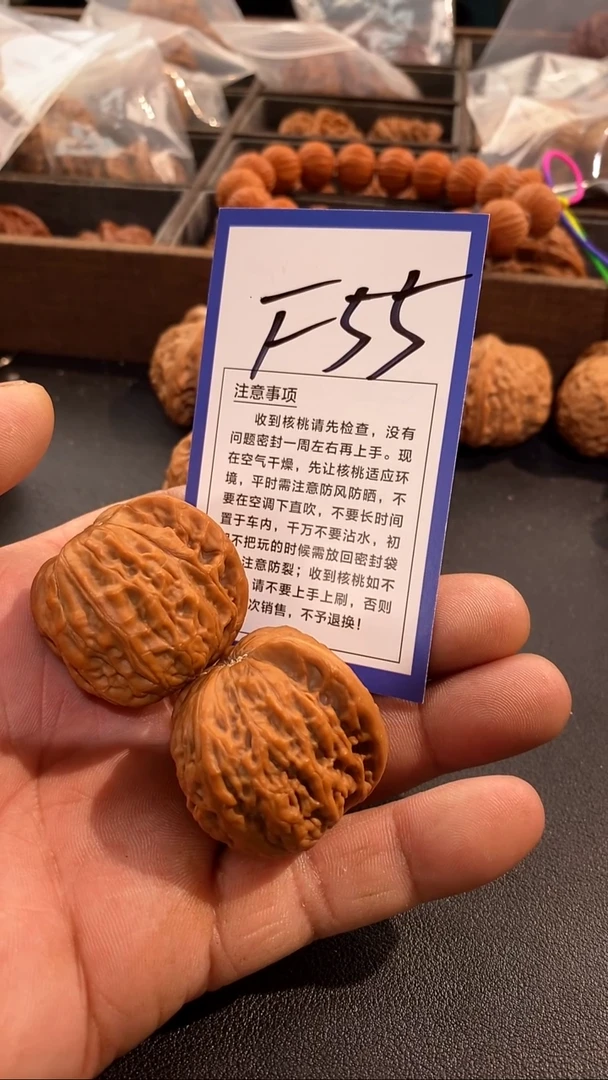 F55
注意事项
收到核桃请先检查，没有
问题密封一周左右再上手。现
在空气干燥，先让核桃适应环
境，平时需注意防风防晒，不
要在空调下直吹，不要长时间
置于车内，千万不要沾水，初
不把玩的时候需放回密封袋
注意防裂；收到核桃如不
请不要上手上刷，否则
次销售，不予退换！